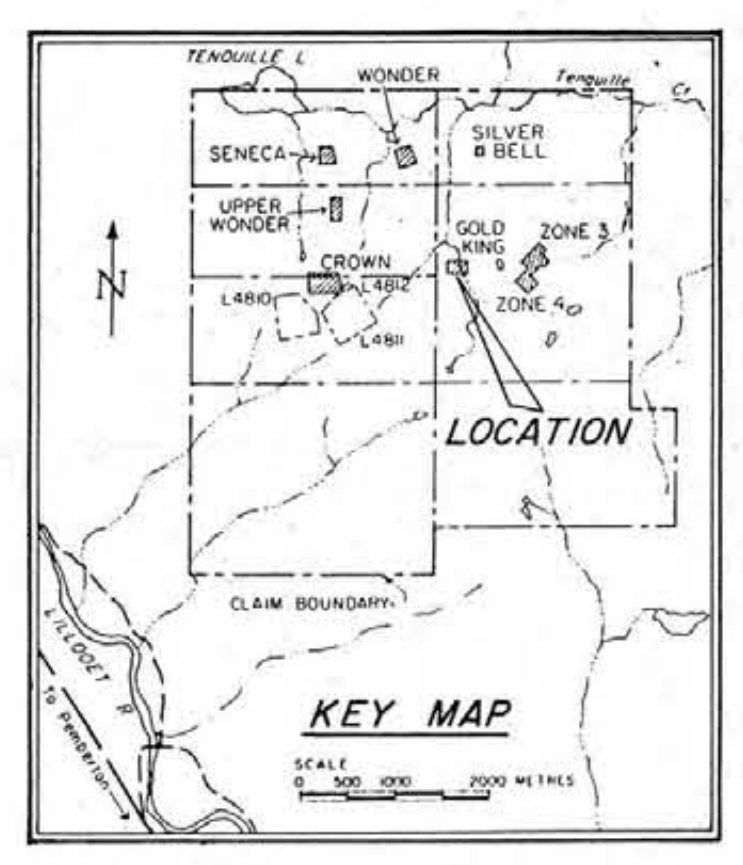 TENQUILLE L
WONDER
Tenquille Cr
SENECA
SILVER
BELL
UPPER
WONDER
GOLD
KING
ZONE 3
N
CROWN
L4810
L4812
ZONE 4
L4811
LOCATION
CLAIM BOUNDARY
LILLOOET R
To Pemberton
KEY MAP
SCALE
0 500 1000 2000 METRES